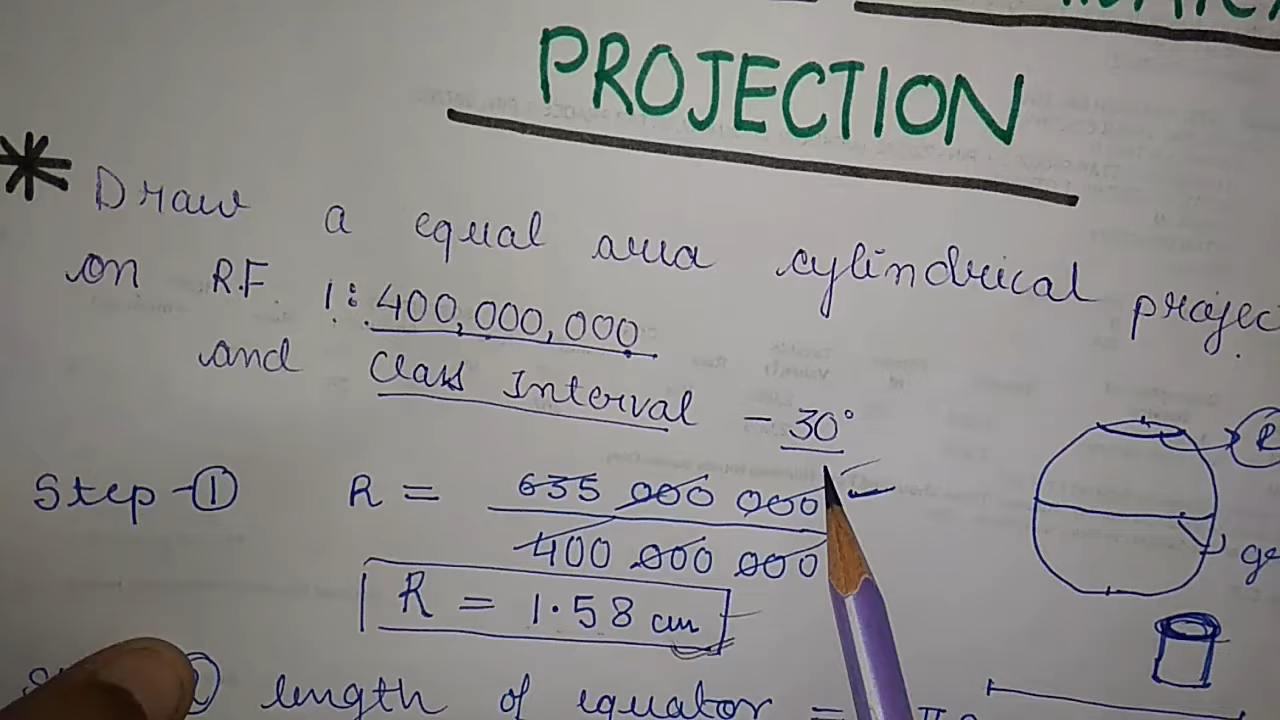 PROJECTION
* Draw a equal area cylindrical projec
on R.F. 1:400,000,000
and Class Interval - 30°
Step - ① R = 635 000 000
400 000 000
R = 1.58 cm
length of equator =